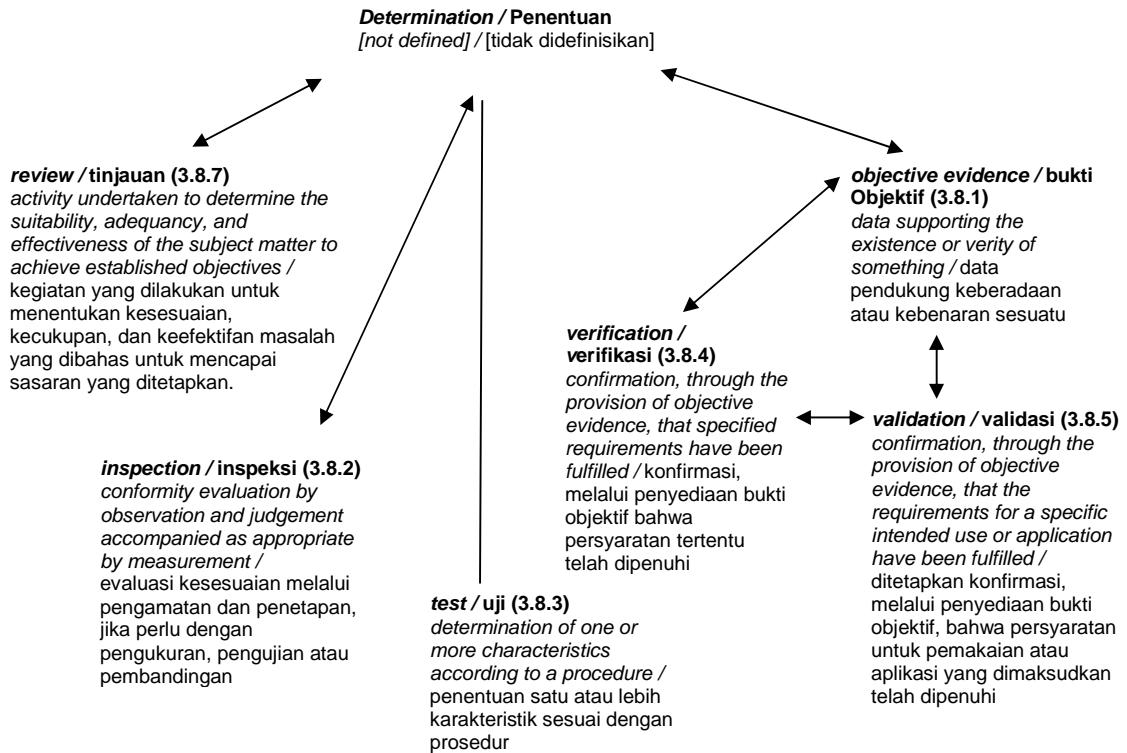 Determination / Penentuan
[not defined] / [tidak didefinisikan]
review / tinjauan (3.8.7)
activity undertaken to determine the
suitability, adequancy, and
effectiveness of the subject matter to
achieve established objectives /
kegiatan yang dilakukan untuk
menentukan kesesuaian,
kecukupan, dan keefektifan masalah
yang dibahas untuk mencapai
sasaran yang ditetapkan.
objective evidence / bukti
Objektif (3.8.1)
data supporting the
existence or verity of
something / data
pendukung keberadaan
atau kebenaran sesuatu
verification /
verifikasi (3.8.4)
confirmation, through the
provision of objective
evidence, that specified
requirements have been
fulfilled / konfirmasi,
melalui penyediaan bukti
objektif bahwa
persyaratan tertentu
telah dipenuhi
validation / validasi (3.8.5)
confirmation, through the
provision of objective
evidence, that the
requirements for a specific
intended use or application
have been fulfilled /
ditetapkan konfirmasi,
melalui penyediaan bukti
objektif, bahwa persyaratan
untuk pemakaian atau
aplikasi yang dimaksudkan
telah dipenuhi
inspection / inspeksi (3.8.2)
conformity evaluation by
observation and judgement
accompanied as appropriate
by measurement /
evaluasi kesesuaian melalui
pengamatan dan penetapan,
jika perlu dengan
pengukuran, pengujian atau
pembandingan
test / uji (3.8.3)
determination of one or
more characteristics
according to a procedure /
penentuan satu atau lebih
karakteristik sesuai dengan
prosedur